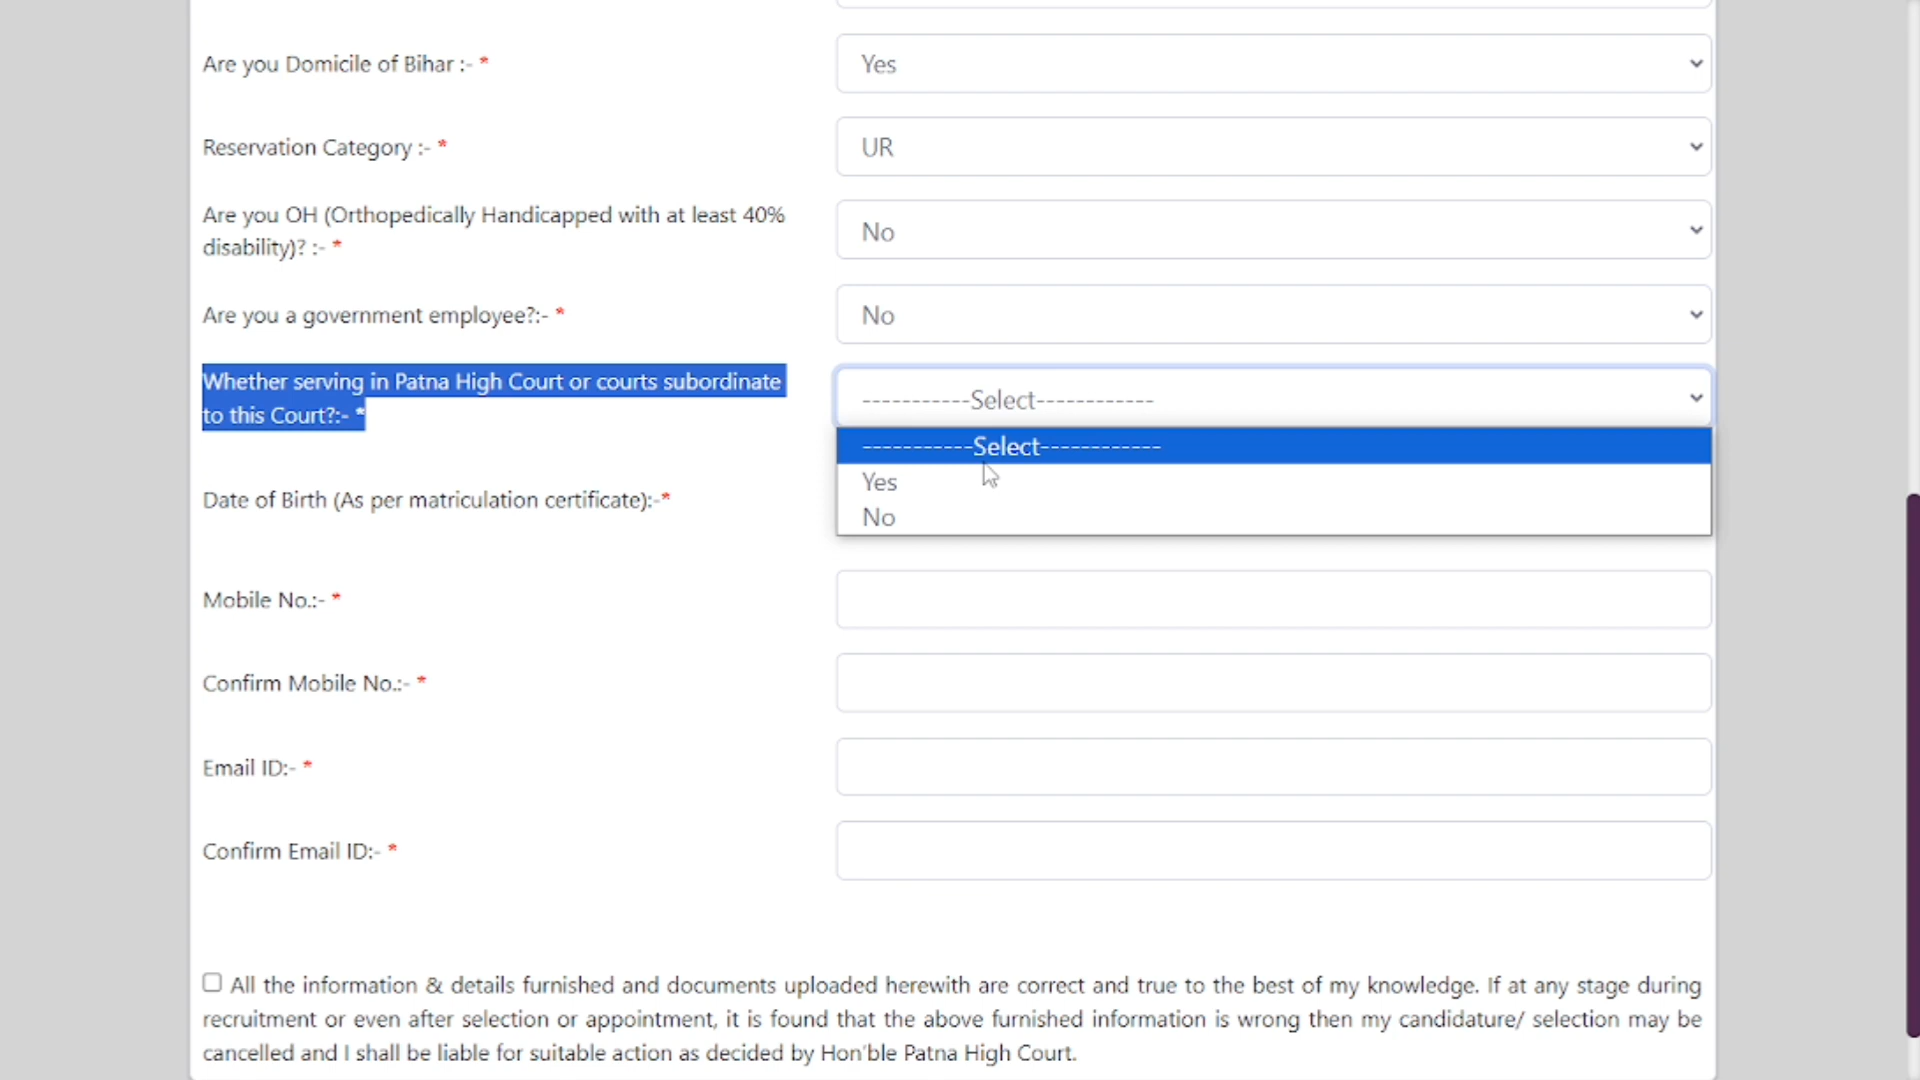 Are you Domicile of Bihar :- *
Yes
Reservation Category :- *
UR
Are you OH (Orthopedically Handicapped with at least 40%
disability)? :- *
No
Are you a government employee?:- *
No
Whether serving in Patna High Court or courts subordinate
to this Court?:- *
-----------Select------------
-----------Select------------
Yes
No
Date of Birth (As per matriculation certificate):-*
Mobile No.:- *
Confirm Mobile No.:- *
Email ID:- *
Confirm Email ID:- *
All the information & details furnished and documents uploaded herewith are correct and true to the best of my knowledge. If at any stage during
recruitment or even after selection or appointment, it is found that the above furnished information is wrong then my candidature/ selection may be
cancelled and I shall be liable for suitable action as decided by Hon'ble Patna High Court.